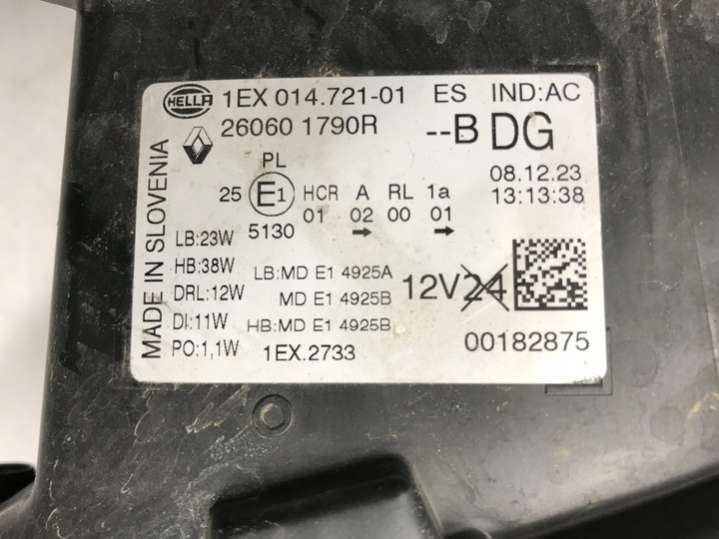 HELLA 1EX 014.721-01 ES IND:AC
26060 1790R --B DG
MADE IN SLOVENIA
PL
08.12.23
25 E1 HCR A RL 1a 13:13:38
01 02 00 01
5130 → →
LB:23W
HB:38W LB:MD E1 4925A
DRL:12W MD E1 4925B 12V24
DI:11W HB:MD E1 4925B
PO:1,1W 1EX.2733 00182875